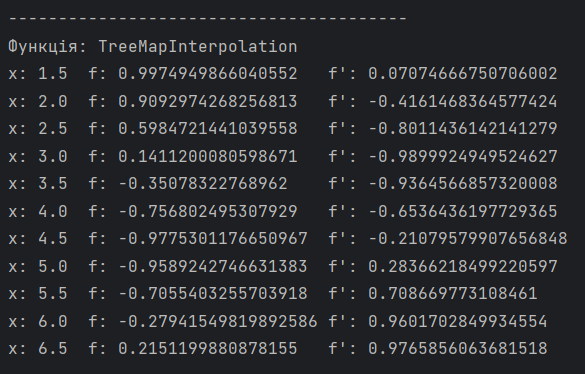 ----------------------------------------
Функція: TreeMapInterpolation
x: 1.5  f: 0.9974949866040552   f': 0.07074666750706002
x: 2.0  f: 0.9092974268256813   f': -0.4161468364577424
x: 2.5  f: 0.5984721441039558   f': -0.8011436142141279
x: 3.0  f: 0.1411200080598671   f': -0.9899924949524627
x: 3.5  f: -0.35078322768962    f': -0.9364566857320008
x: 4.0  f: -0.756802495307929   f': -0.6536436197729365
x: 4.5  f: -0.9775301176650967  f': -0.21079579907656848
x: 5.0  f: -0.9589242746631383  f': 0.28366218499220597
x: 5.5  f: -0.7055403255703918  f': 0.708669773108461
x: 6.0  f: -0.27941549819892586 f': 0.9601702849934554
x: 6.5  f: 0.2151199880878155   f': 0.9765856063681518